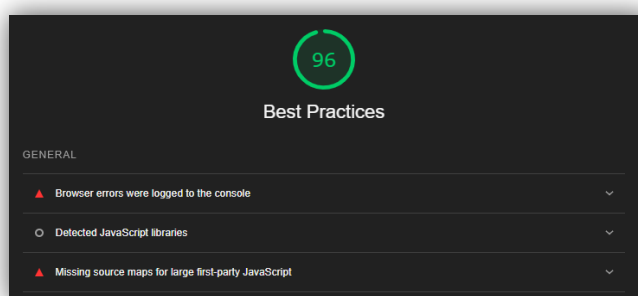 96
Best Practices
GENERAL
Browser errors were logged to the console
Detected JavaScript libraries
Missing source maps for large first-party JavaScript